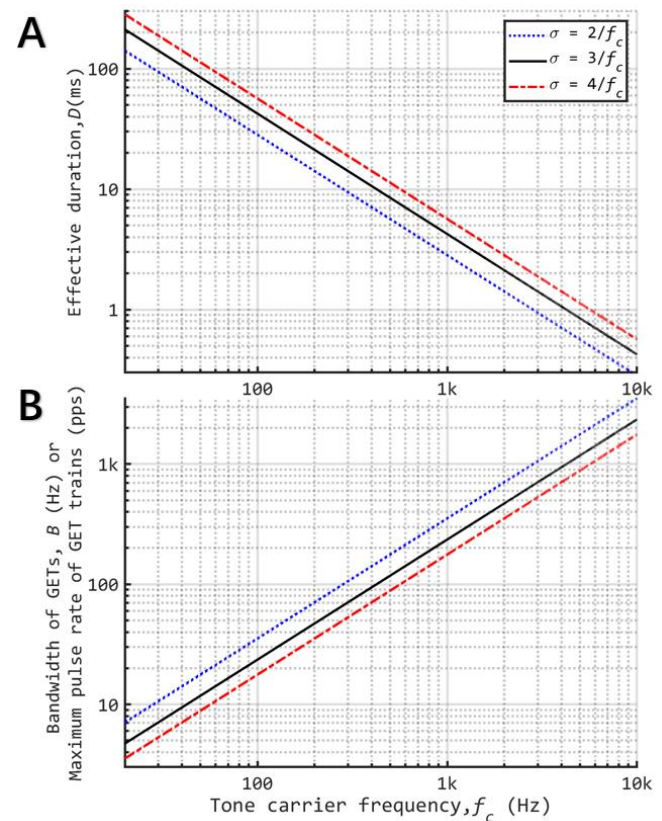 A
σ = 2/f_c
σ = 3/f_c
σ = 4/f_c
Effective duration,D(ms)
100
10
1
100
1k
10k
B
Bandwidth of GETs, B (Hz) or
Maximum pulse rate of GET trains (pps)
1k
100
10
100
1k
10k
Tone carrier frequency,f_c (Hz)